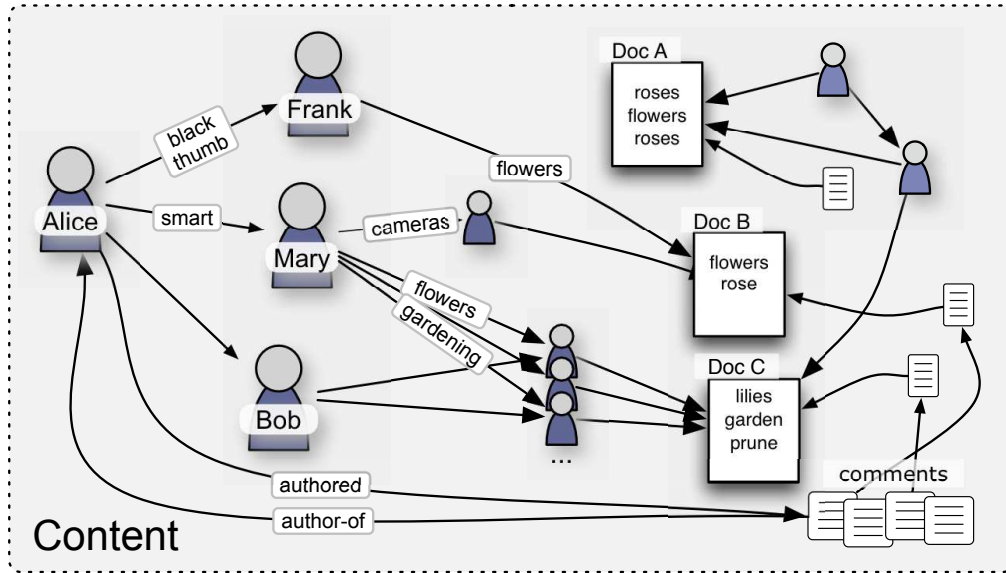 Doc A
roses
flowers
roses
Frank
black
thumb
flowers
Alice
smart
Mary
cameras
Doc B
flowers
rose
flowers
gardening
Bob
Doc C
lilies
garden
prune
...
comments
authored
author-of
Content